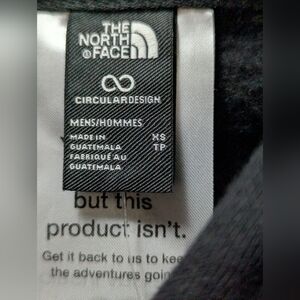 THE
NORTH
FACE
CIRCULARDESIGN
MENS/HOMMES
MADE IN XS
GUATEMALA TP
FABRIQUÉ AU
GUATEMALA
but this
product isn't.
Get it back to us to kee
the adventures goin